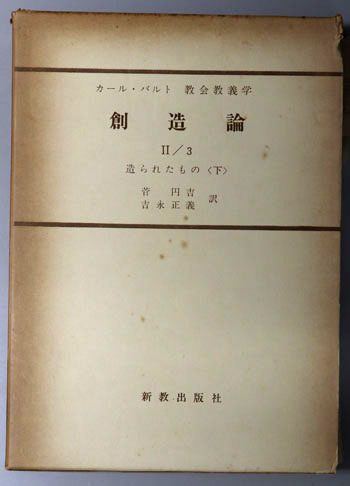 カール・バルト 教会教義学
創造論
II/3
造られたもの〈下〉
菅円吉
吉永正義 訳
新教出版社